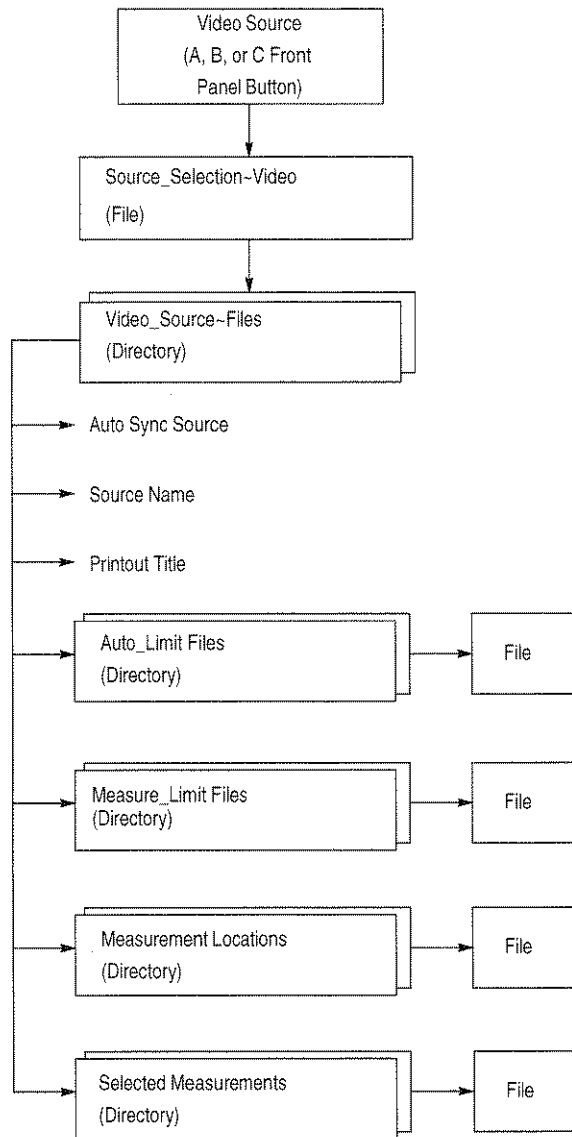 Video Source
(A, B, or C Front
Panel Button)
Source_Selection~Video
(File)
Video_Source~Files
(Directory)
Auto Sync Source
Source Name
Printout Title
Auto_Limit Files
(Directory)
File
Measure_Limit Files
(Directory)
File
Measurement Locations
(Directory)
File
Selected Measurements
(Directory)
File